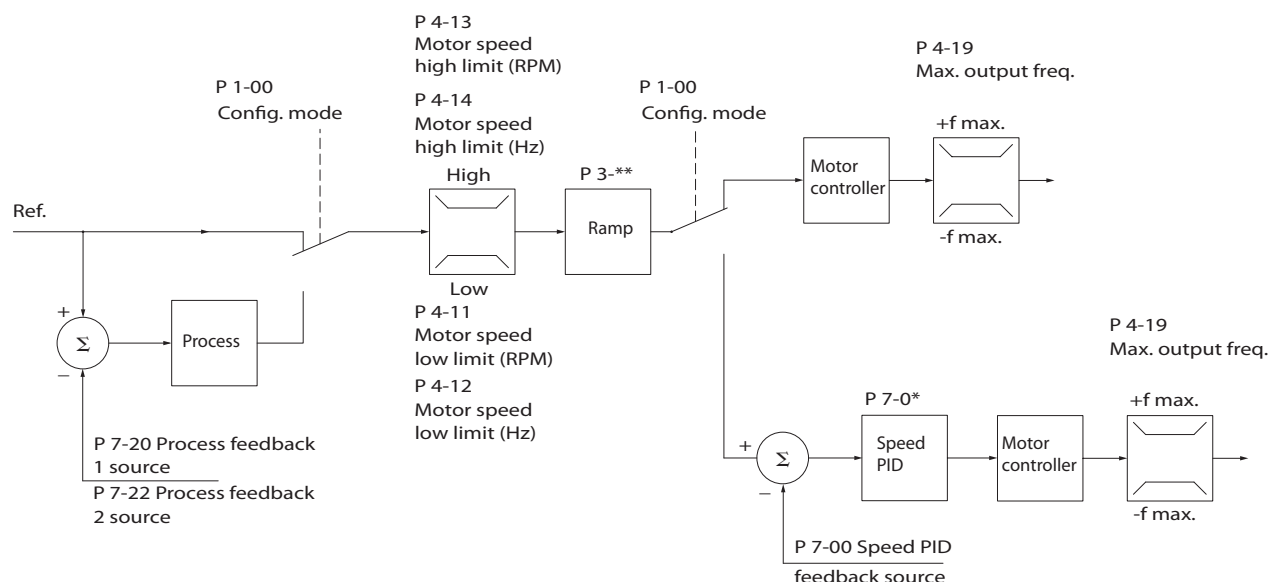 P 4-13
Motor speed
high limit (RPM)
P 4-14
Motor speed
high limit (Hz)
High
P 1-00
Config. mode
P 3-**
Ramp
P 1-00
Config. mode
Motor
controller
P 4-19
Max. output freq.
+f max.
-f max.
Ref.
+
Σ
−
Process
P 7-20 Process feedback
1 source
P 7-22 Process feedback
2 source
Low
P 4-11
Motor speed
low limit (RPM)
P 4-12
Motor speed
low limit (Hz)
+
Σ
−
P 7-0*
Speed
PID
Motor
controller
P 4-19
Max. output freq.
+f max.
-f max.
P 7-00 Speed PID
feedback source